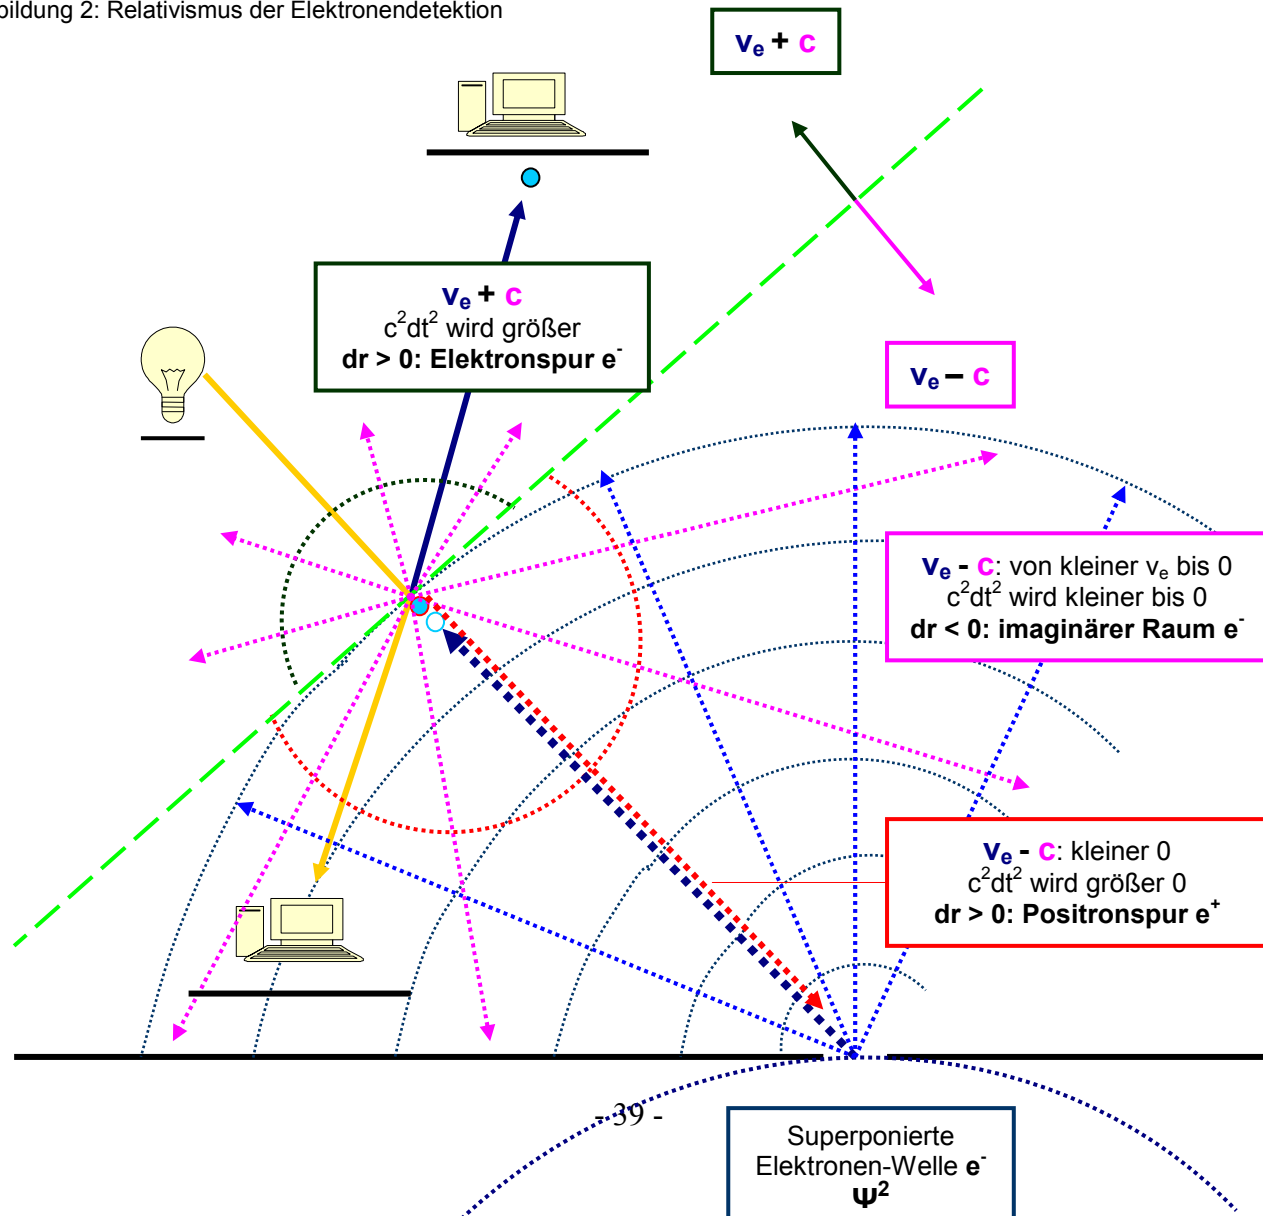 bildung 2: Relativismus der Elektronendetektion
vₑ + c
vₑ + c
c²dt² wird größer
dr > 0: Elektronspur e⁻
vₑ – c
vₑ - c: von kleiner vₑ bis 0
c²dt² wird kleiner bis 0
dr < 0: imaginärer Raum e⁻
vₑ - c: kleiner 0
c²dt² wird größer 0
dr > 0: Positronspur e⁺
- 39 -
Superponierte
Elektronen-Welle e⁻
Ψ²